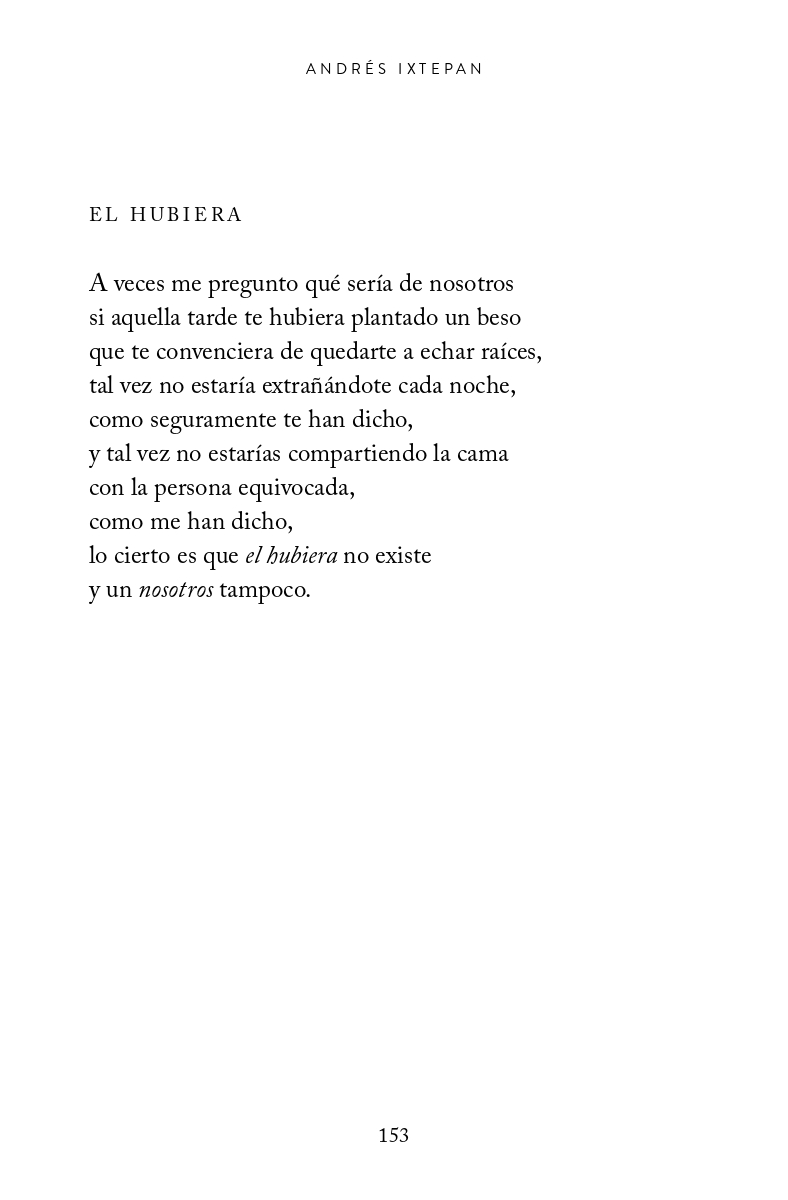 ANDRÉS IXTEPAN
EL HUBIERA
A veces me pregunto qué sería de nosotros
si aquella tarde te hubiera plantado un beso
que te convenciera de quedarte a echar raíces,
tal vez no estaría extrañándote cada noche,
como seguramente te han dicho,
y tal vez no estarías compartiendo la cama
con la persona equivocada,
como me han dicho,
lo cierto es que el hubiera no existe
y un nosotros tampoco.
153